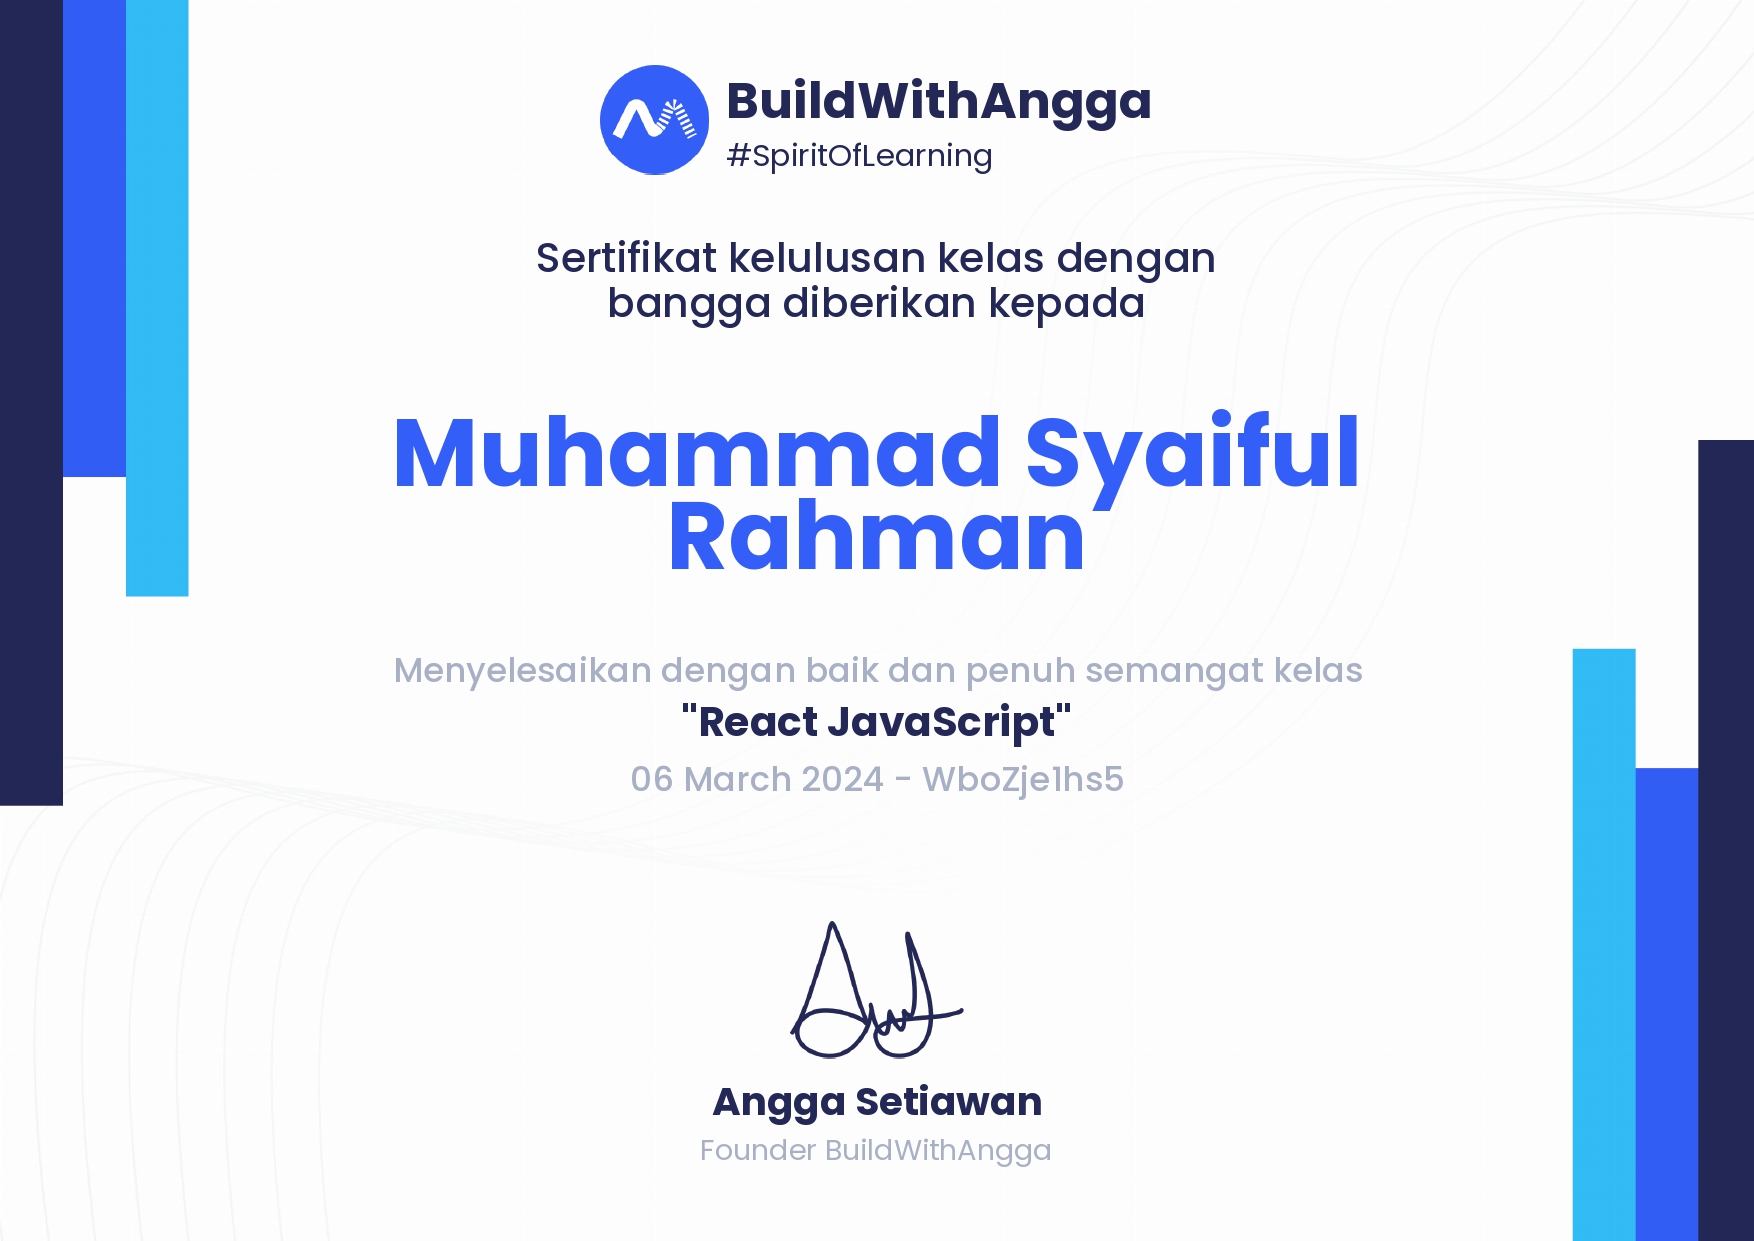 BuildWithAngga
#SpiritOfLearning
Sertifikat kelulusan kelas dengan
bangga diberikan kepada
Muhammad Syaiful
Rahman
Menyelesaikan dengan baik dan penuh semangat kelas
"React JavaScript"
06 March 2024 - WboZje1hs5
Angga Setiawan
Founder BuildWithAngga